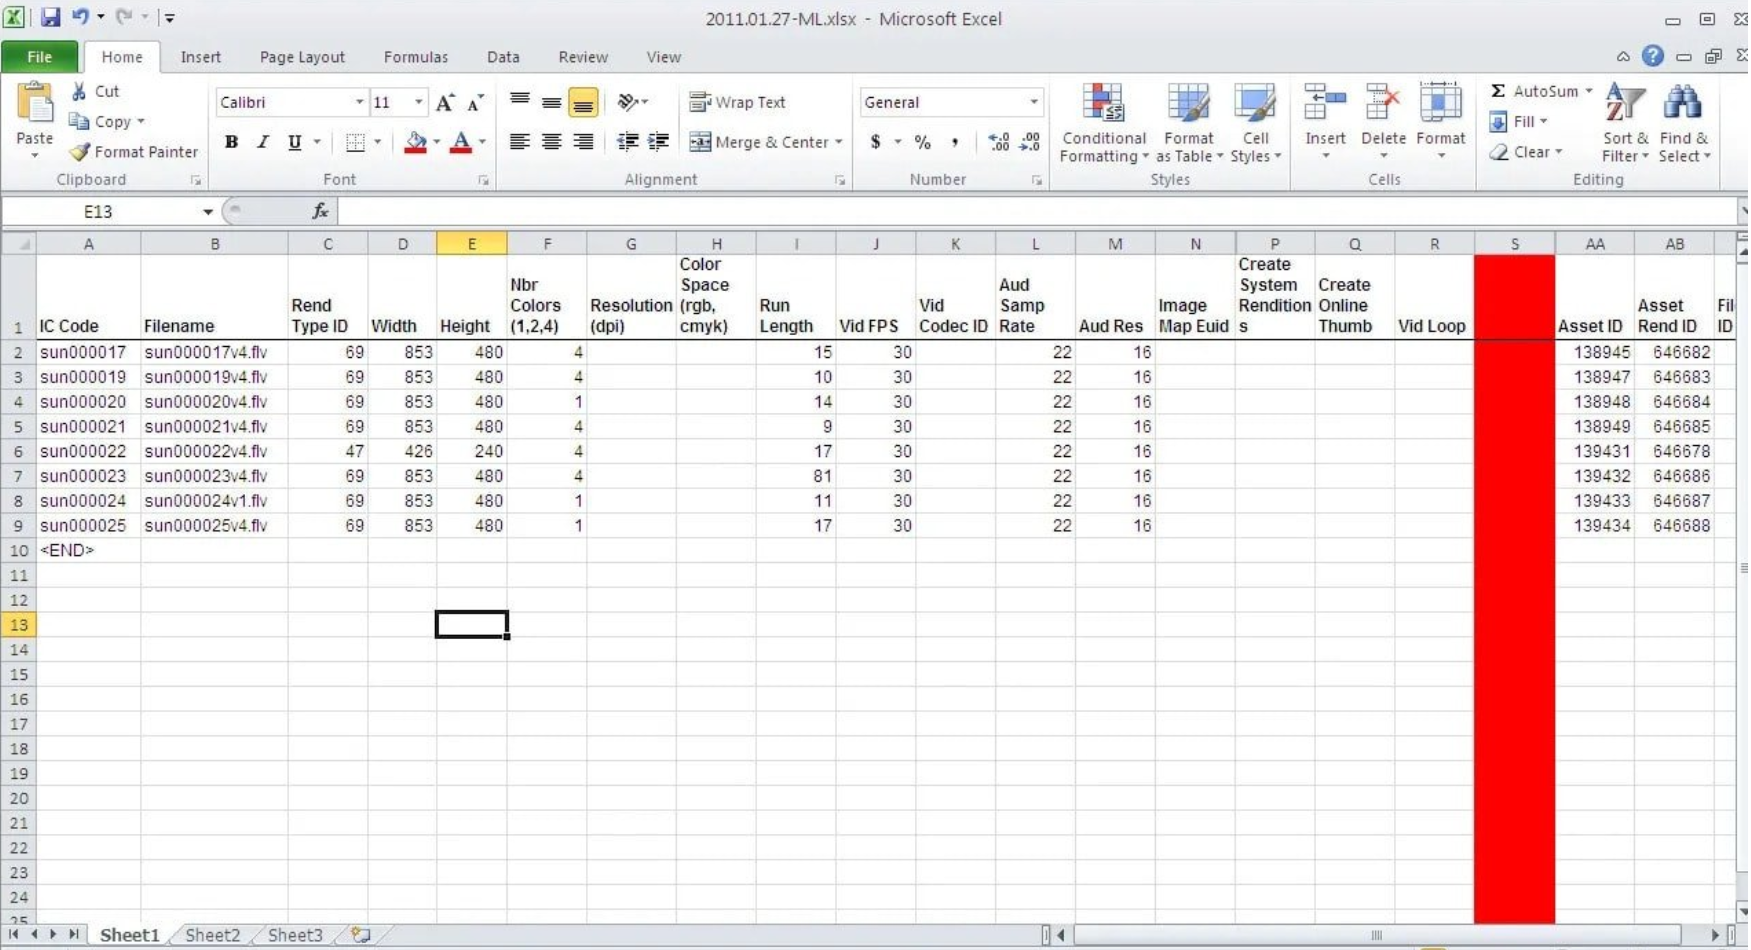 2011.01.27-ML.xlsx - Microsoft Excel
File Home Insert Page Layout Formulas Data Review View
Paste Cut Copy Format Painter
Calibri 11 A A
B I U A
Wrap Text
Merge & Center
General
$ % , .0 .00 .00 .0
Conditional Formatting Format as Table Cell Styles
Insert Delete Format
Σ AutoSum Fill Clear
Sort & Filter Find & Select
Clipboard Font Alignment Number Styles Cells Editing
E13 fx
A B C D E F G H I J K L M N P Q R S AA AB
1 IC Code Filename Rend Type ID Width Height Nbr Colors (1,2,4) Resolution (dpi) Color Space (rgb, cmyk) Run Length Vid FPS Vid Codec ID Aud Samp Rate Aud Res Image Map Euid Create System Renditions Create Online Thumb Vid Loop Asset ID Asset Rend ID Fil ID
2 sun000017 sun000017v4.flv 69 853 480 4 15 30 22 16 138945 646682
3 sun000019 sun000019v4.flv 69 853 480 4 10 30 22 16 138947 646683
4 sun000020 sun000020v4.flv 69 853 480 1 14 30 22 16 138948 646684
5 sun000021 sun000021v4.flv 69 853 480 4 9 30 22 16 138949 646685
6 sun000022 sun000022v4.flv 47 426 240 4 17 30 22 16 139431 646678
7 sun000023 sun000023v4.flv 69 853 480 4 81 30 22 16 139432 646686
8 sun000024 sun000024v1.flv 69 853 480 1 11 30 22 16 139433 646687
9 sun000025 sun000025v4.flv 69 853 480 1 17 30 22 16 139434 646688
10 <END>
11
12
13
14
15
16
17
18
19
20
21
22
23
24
25
Sheet1 Sheet2 Sheet3